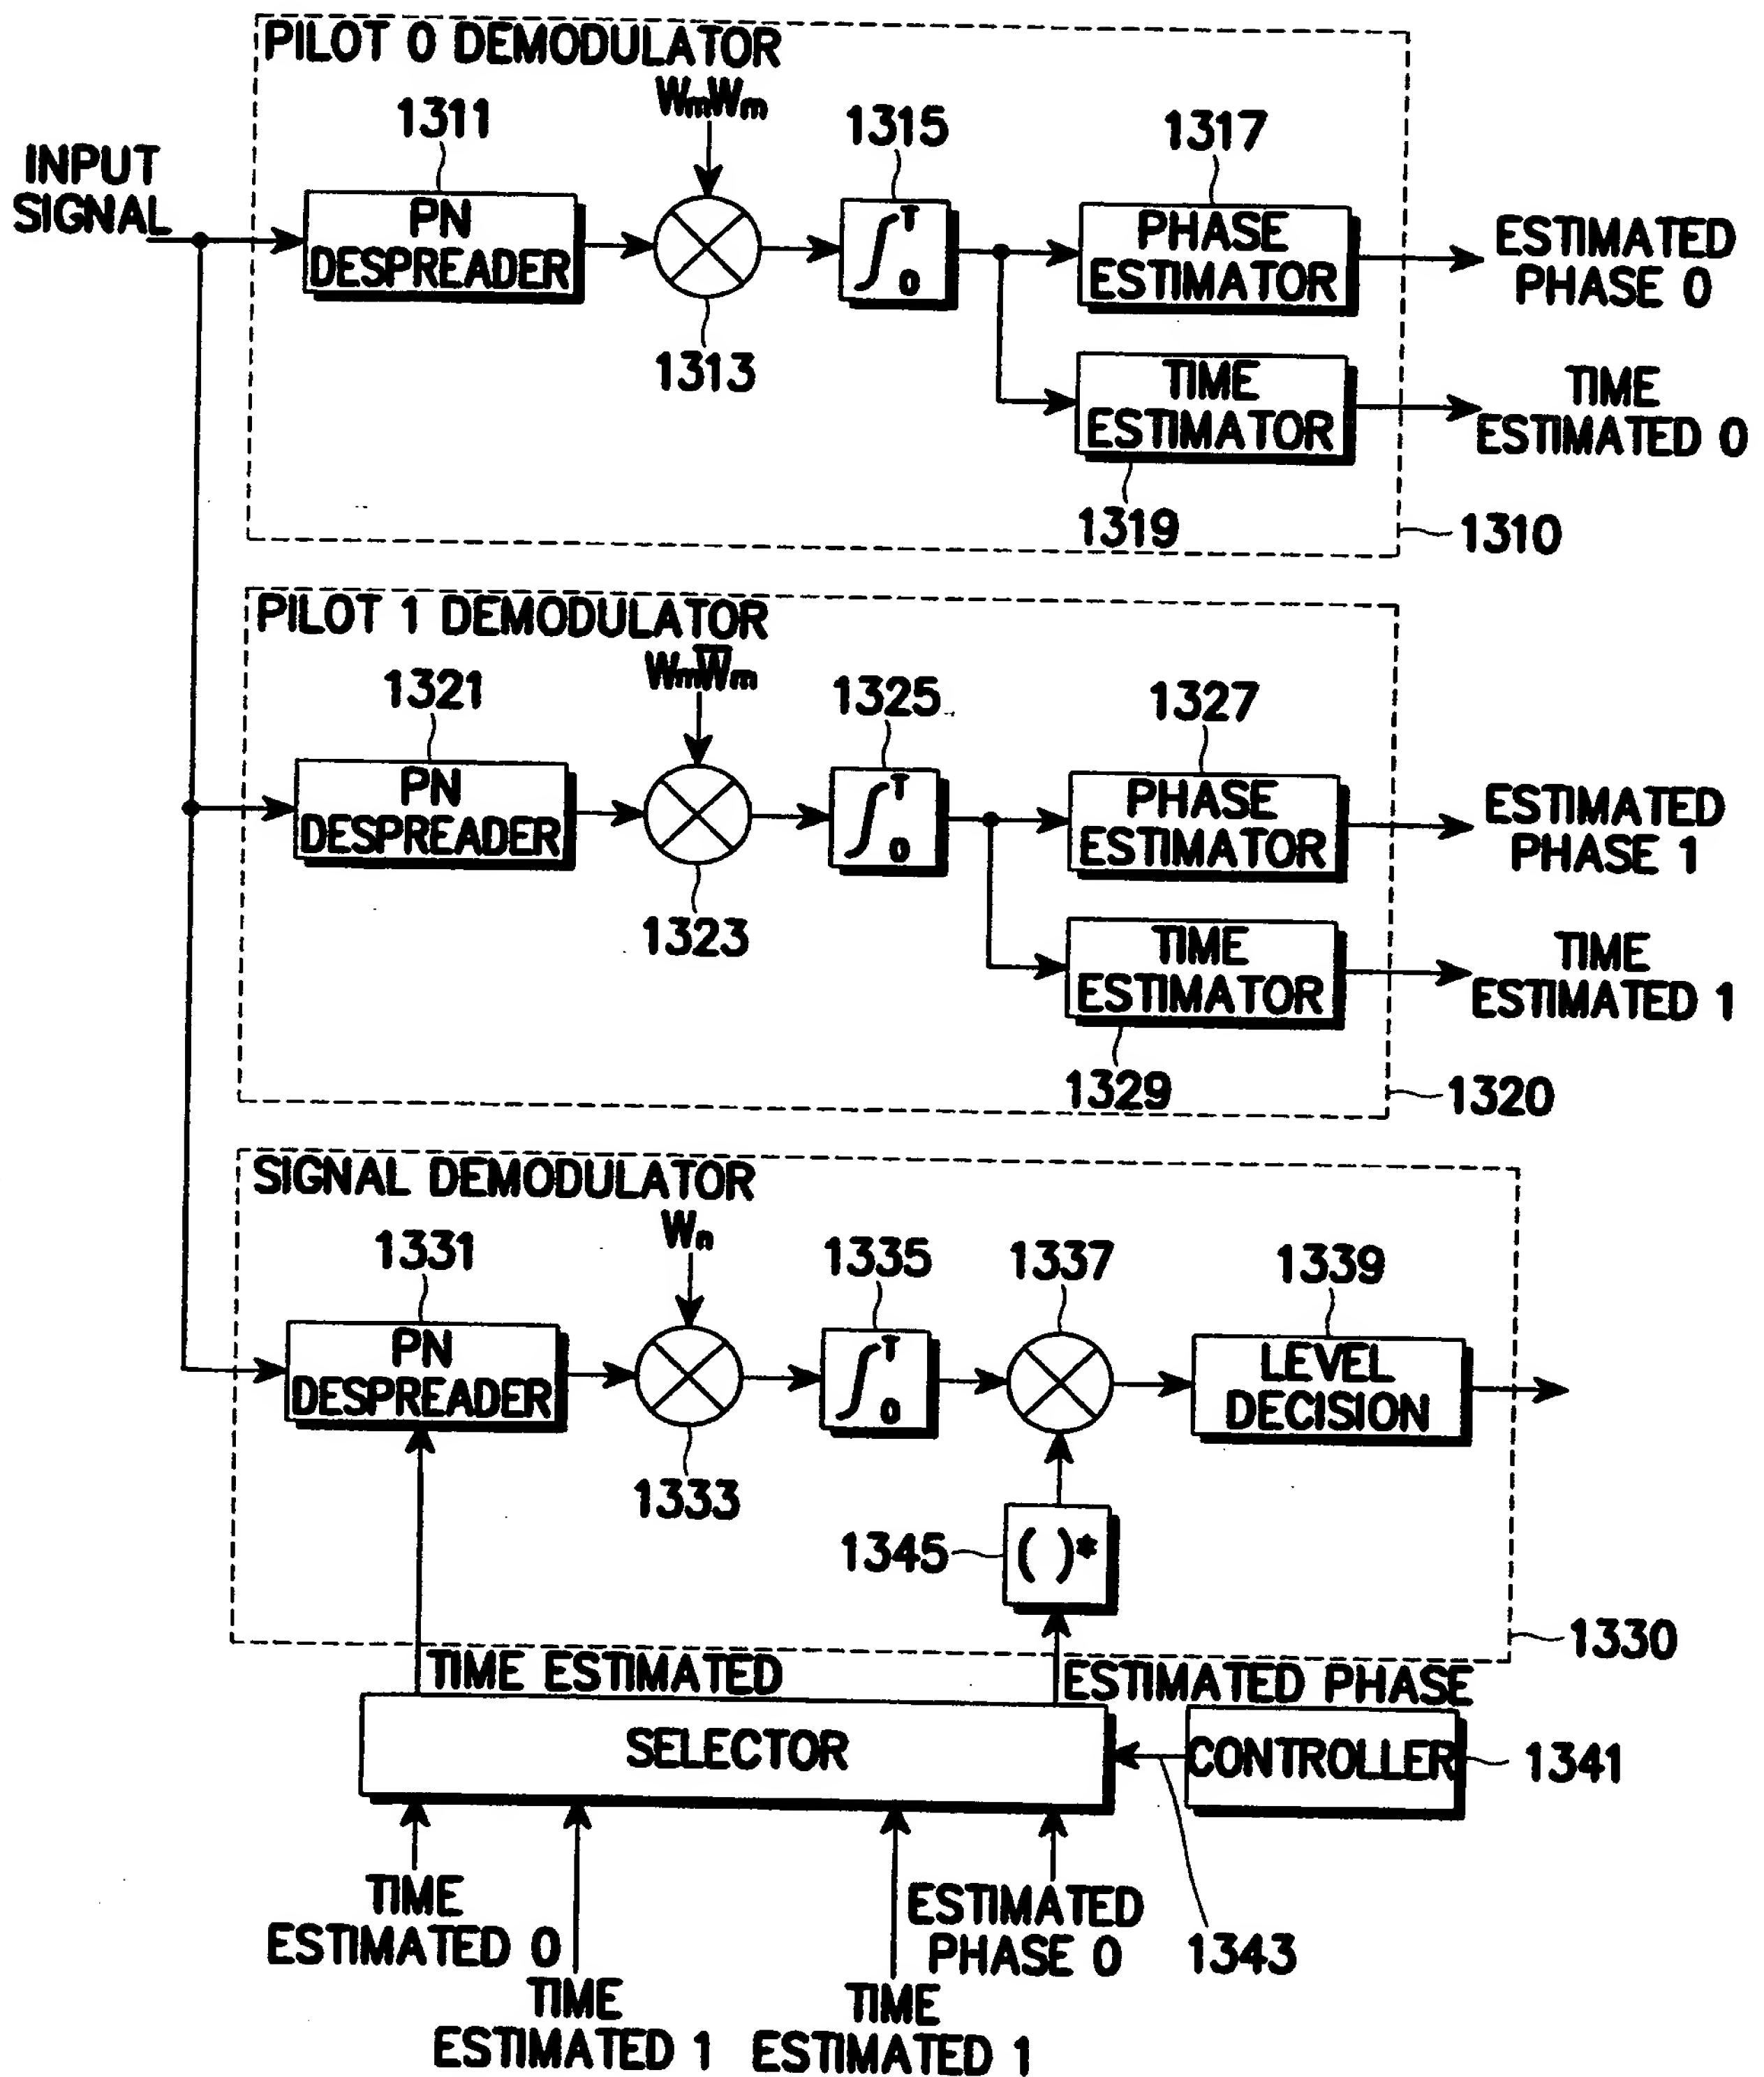 PILOT 0 DEMODULATOR
WmWm
1311
1315
1317
INPUT
SIGNAL
PN
DESPREADER
∫ T 0
PHASE
ESTIMATOR
ESTIMATED
PHASE 0
1313
TIME
ESTIMATOR
TIME
ESTIMATED 0
1319
1310
PILOT 1 DEMODULATOR
WmW̅m
1321
1325
1327
PN
DESPREADER
∫ T 0
PHASE
ESTIMATOR
ESTIMATED
PHASE 1
1323
TIME
ESTIMATOR
TIME
ESTIMATED 1
1329
1320
SIGNAL DEMODULATOR
Wn
1331
1335
1337
1339
PN
DESPREADER
∫ T 0
LEVEL
DECISION
1333
1345
( )*
1330
TIME ESTIMATED
ESTIMATED PHASE
SELECTOR
CONTROLLER
1341
TIME
ESTIMATED 0
ESTIMATED
PHASE 0
1343
TIME
ESTIMATED 1
TIME
ESTIMATED 1